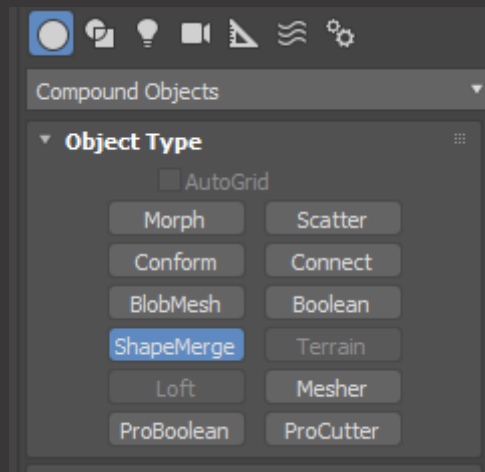 Compound Objects
Object Type
AutoGrid
Morph Scatter
Conform Connect
BlobMesh Boolean
ShapeMerge Terrain
Loft Mesher
ProBoolean ProCutter